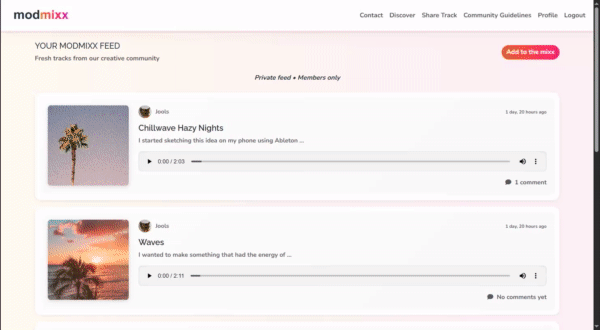 modmixx
Contact Discover Share Track Community Guidelines Profile Logout
YOUR MODMIXX FEED
Fresh tracks from our creative community
Add to the mixx
Private feed • Members only
Joolz 1 day, 20 hours ago
Chillwave Hazy Nights
I started sketching this idea on my phone using Ableton ...
0:00 / 2:03
1 comment
Joolz 1 day, 20 hours ago
Waves
I wanted to make something that had the energy of ...
0:00 / 2:11
No comments yet